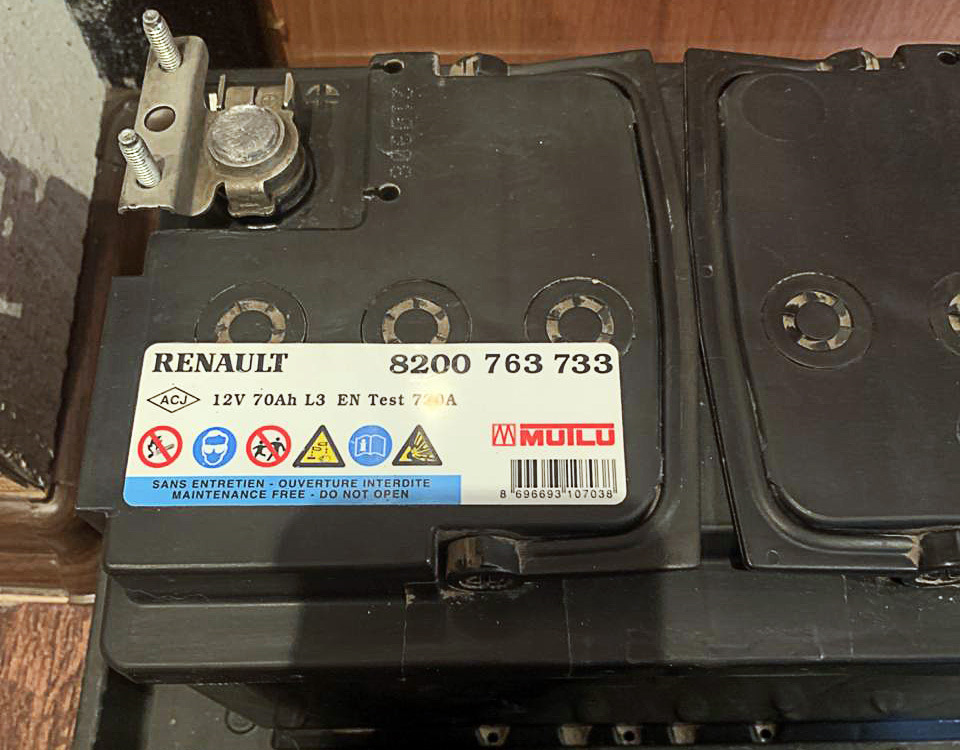 RENAULT 8200 763 733
ACJ 12V 70Ah L3 EN Test
MUTLU
SANS ENTRETIEN - OUVERTURE INTERDITE
MAINTENANCE FREE - DO NOT OPEN
8 696693 107038